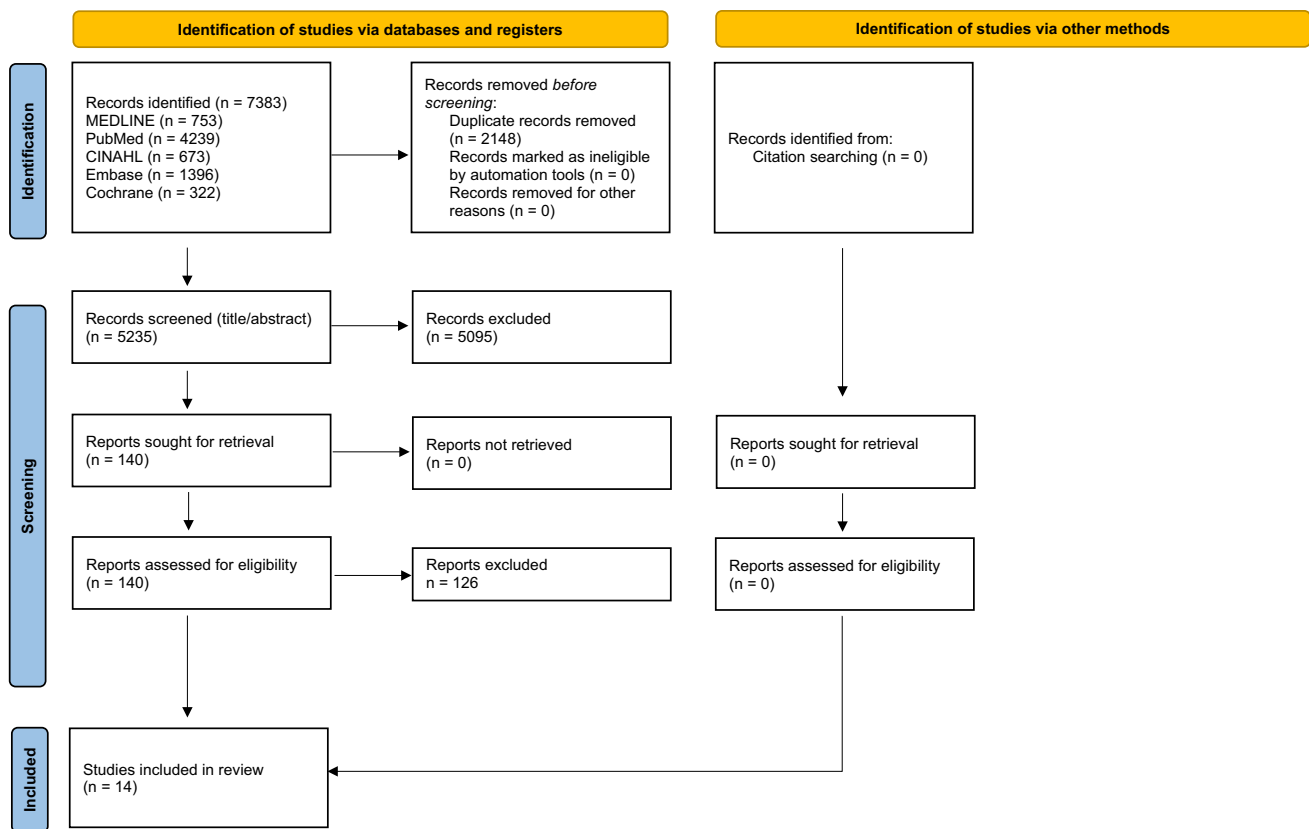 Identification of studies via databases and registers
Identification of studies via other methods
Identification
Records identified (n = 7383)
MEDLINE (n = 753)
PubMed (n = 4239)
CINAHL (n = 673)
Embase (n = 1396)
Cochrane (n = 322)
Records removed before
screening:
Duplicate records removed
(n = 2148)
Records marked as ineligible
by automation tools (n = 0)
Records removed for other
reasons (n = 0)
Records identified from:
Citation searching (n = 0)
Screening
Records screened (title/abstract)
(n = 5235)
Records excluded
(n = 5095)
Reports sought for retrieval
(n = 140)
Reports not retrieved
(n = 0)
Reports sought for retrieval
(n = 0)
Reports assessed for eligibility
(n = 140)
Reports excluded
n = 126
Reports assessed for eligibility
(n = 0)
Included
Studies included in review
(n = 14)